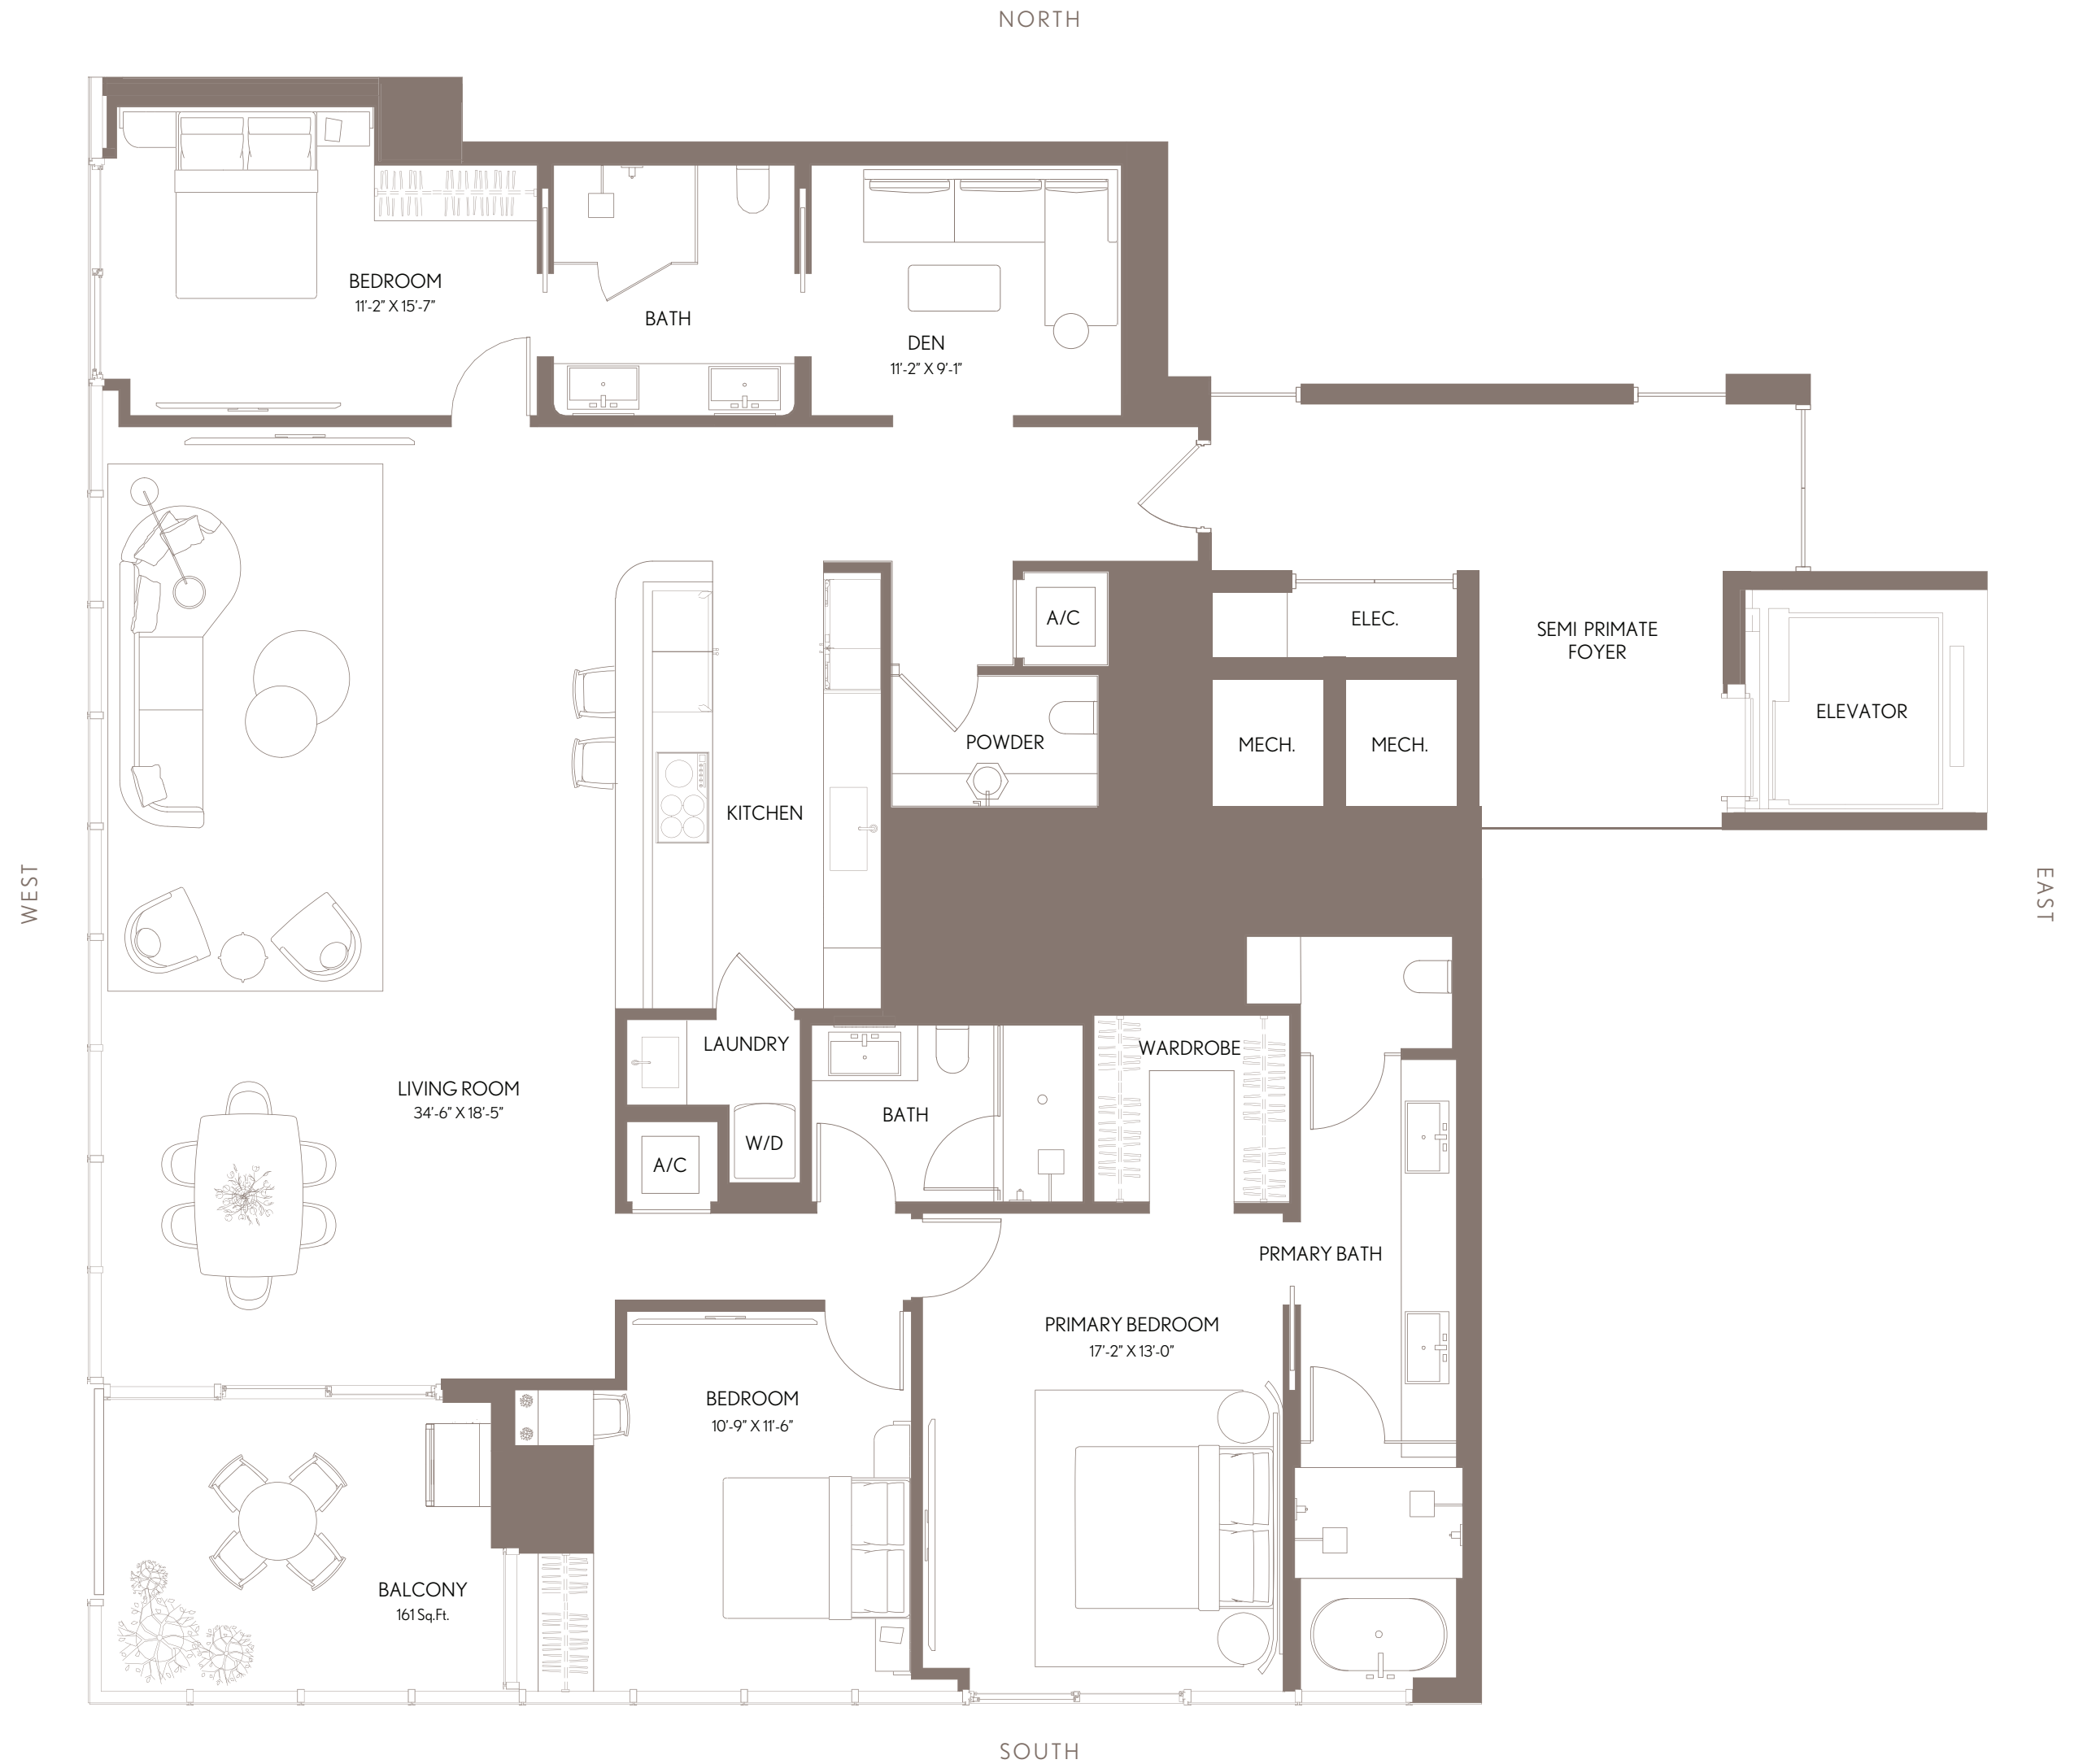 NORTH
BEDROOM
11'-2" X 15'-7"
BATH
DEN
11'-2" X 9'-1"
A/C
ELEC.
SEMI PRIMATE
FOYER
ELEVATOR
POWDER
MECH.
MECH.
KITCHEN
WEST
EAST
LAUNDRY
WARDROBE
LIVING ROOM
34'-6" X 18'-5"
BATH
W/D
A/C
PRMARY BATH
PRIMARY BEDROOM
17'-2" X 13'-0"
BEDROOM
10'-9" X 11'-6"
BALCONY
161 Sq.Ft.
SOUTH